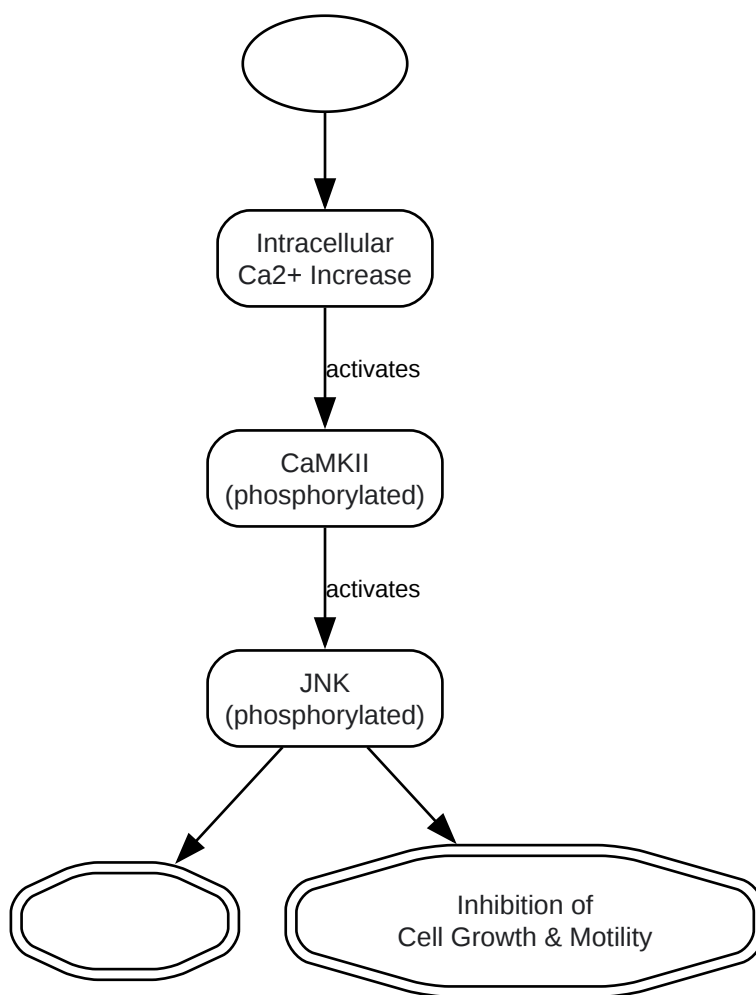 Intracellular
Ca2+ Increase
activates
CaMKII
(phosphorylated)
activates
JNK
(phosphorylated)
Inhibition of
Cell Growth & Motility